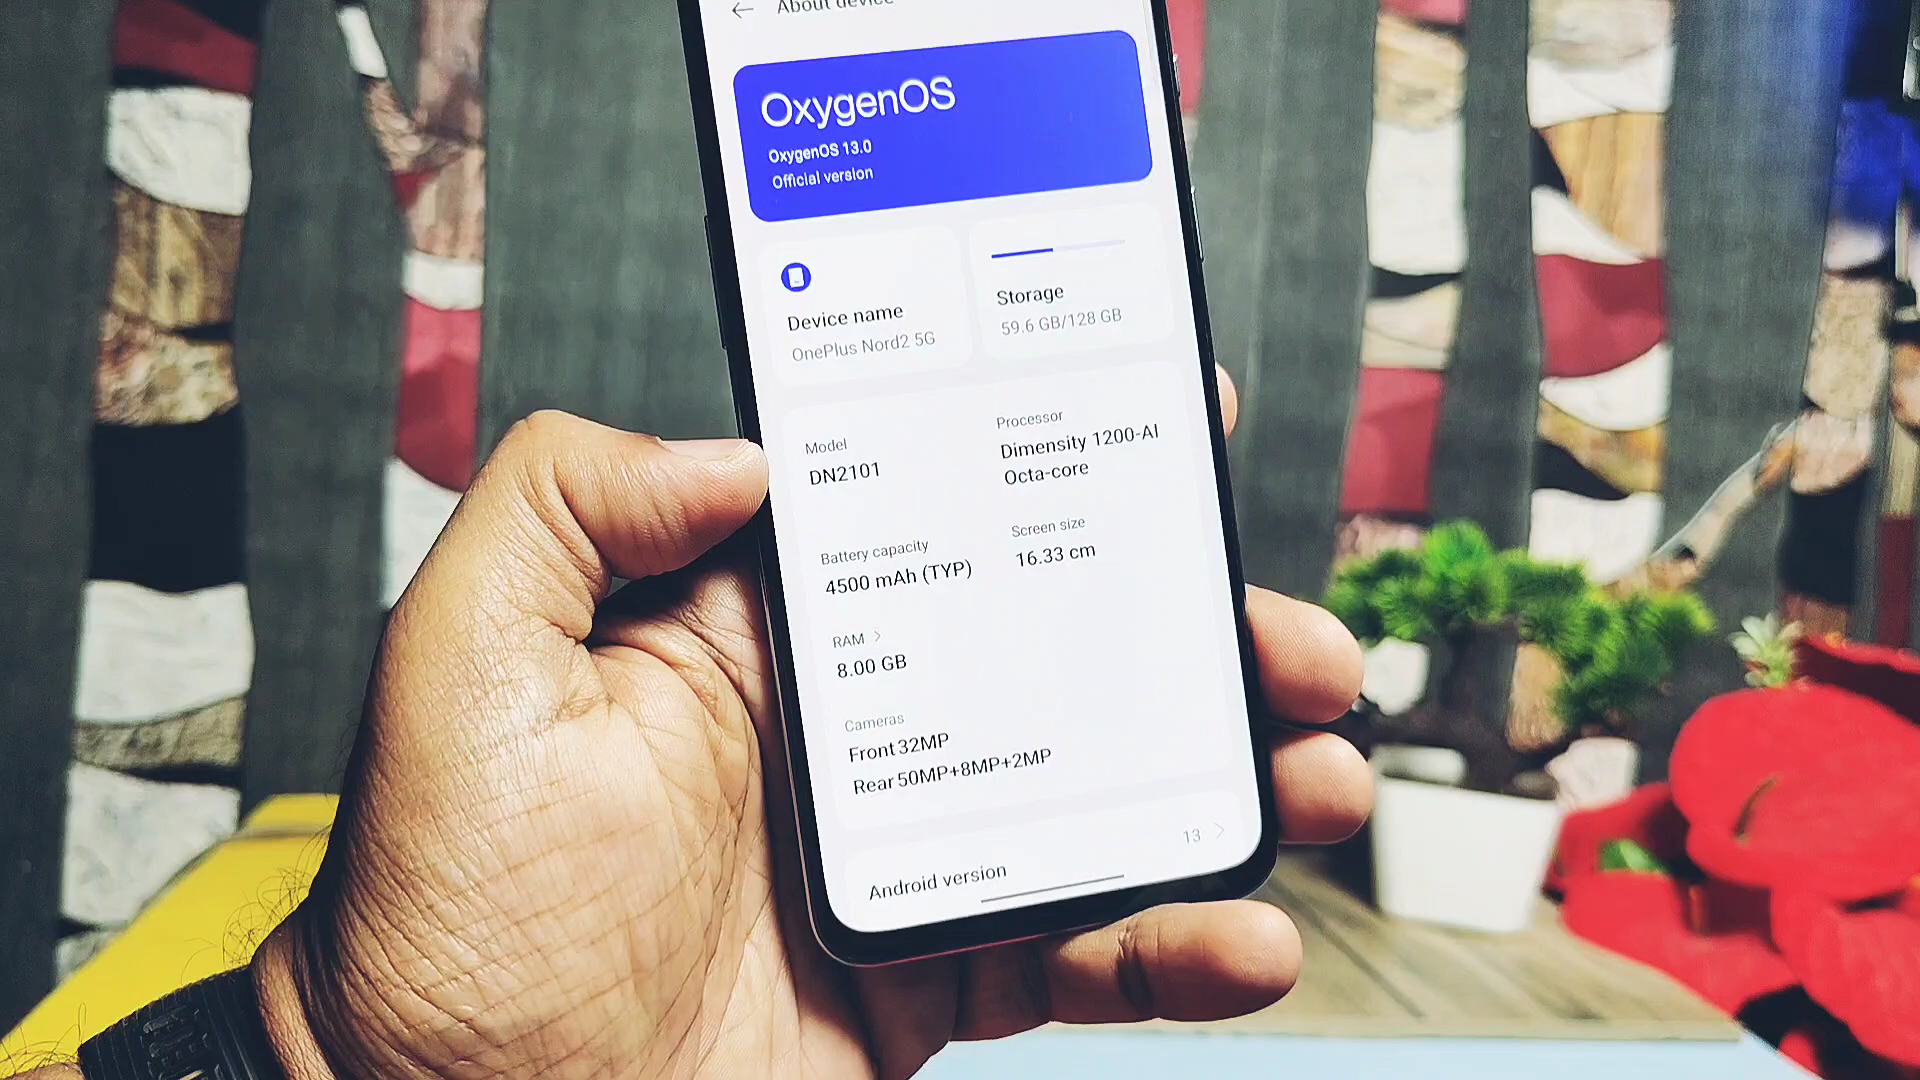 About device
OxygenOS
OxygenOS 13.0
Official version
Device name
OnePlus Nord2 5G
Storage
59.6 GB/128 GB
Model
DN2101
Processor
Dimensity 1200-AI
Octa-core
Battery capacity
4500 mAh (TYP)
Screen size
16.33 cm
RAM >
8.00 GB
Cameras
Front 32MP
Rear 50MP+8MP+2MP
Android version
13 >